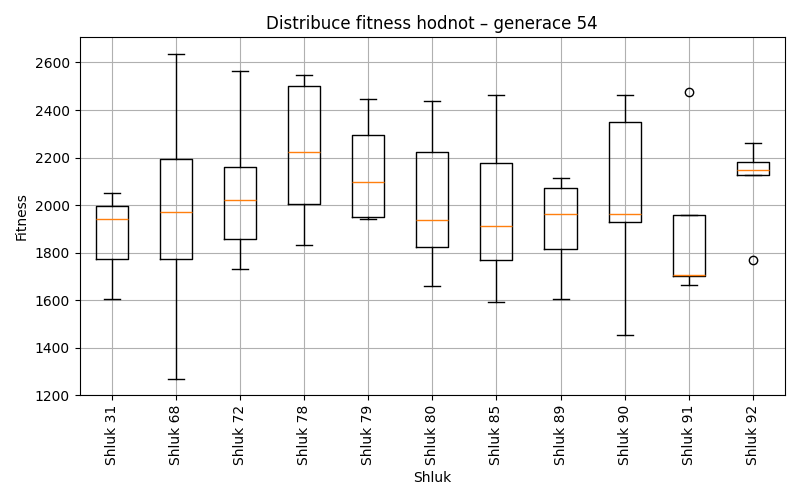 Distribuce fitness hodnot – generace 54
Fitness
2600
2400
2200
2000
1800
1600
1400
1200
Shluk 31
Shluk 68
Shluk 72
Shluk 78
Shluk 79
Shluk 80
Shluk 85
Shluk 89
Shluk 90
Shluk 91
Shluk 92
Shluk